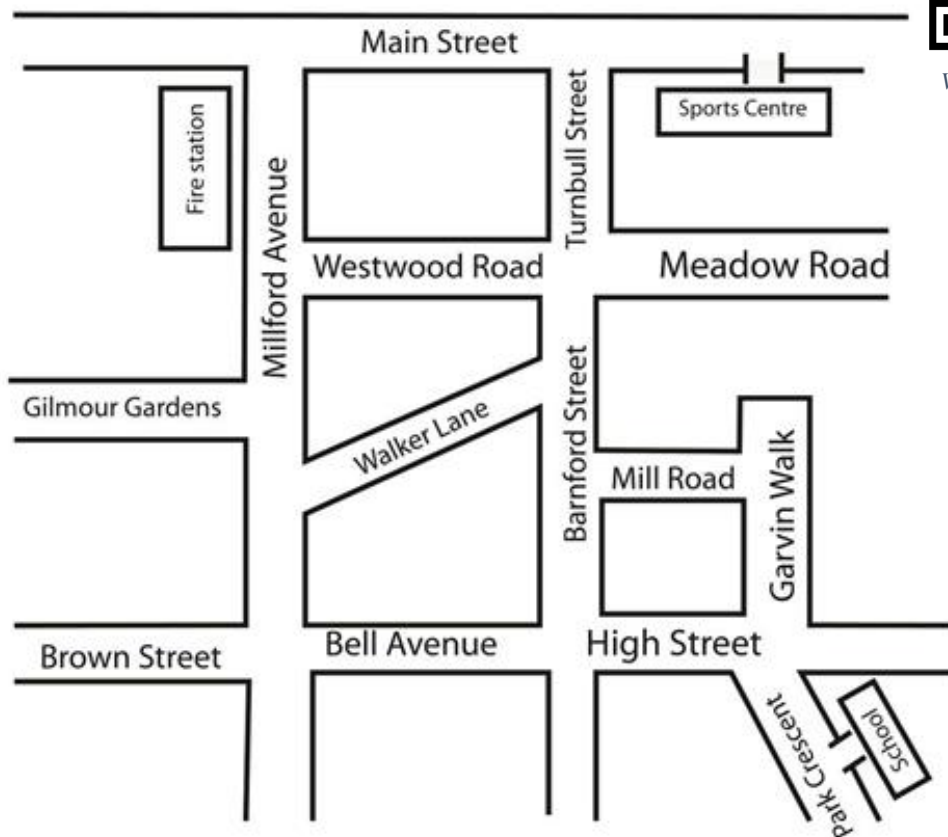 Main Street
Fire station
Millford Avenue
Turnbull Street
Sports Centre
Westwood Road
Meadow Road
Gilmour Gardens
Walker Lane
Barnford Street
Mill Road
Garvin Walk
Brown Street
Bell Avenue
High Street
Park Crescent
School